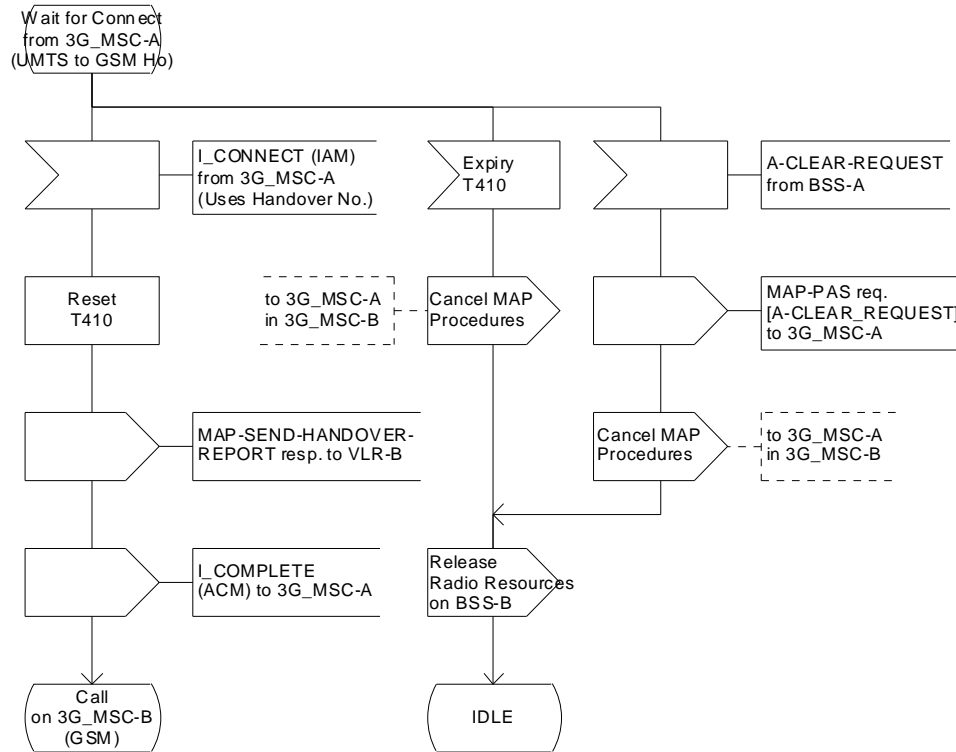 Wait for Connect
from 3G_MSC-A
(UMTS to GSM Ho)
I_CONNECT (IAM)
from 3G_MSC-A
(Uses Handover No.)
Expiry
T410
A-CLEAR-REQUEST
from BSS-A
Reset
T410
to 3G_MSC-A
in 3G_MSC-B
Cancel MAP
Procedures
MAP-PAS req.
[A-CLEAR_REQUEST]
to 3G_MSC-A
MAP-SEND-HANDOVER-
REPORT resp. to VLR-B
Cancel MAP
Procedures
to 3G_MSC-A
in 3G_MSC-B
I_COMPLETE
(ACM) to 3G_MSC-A
Release
Radio Resources
on BSS-B
Call
on 3G_MSC-B
(GSM)
IDLE